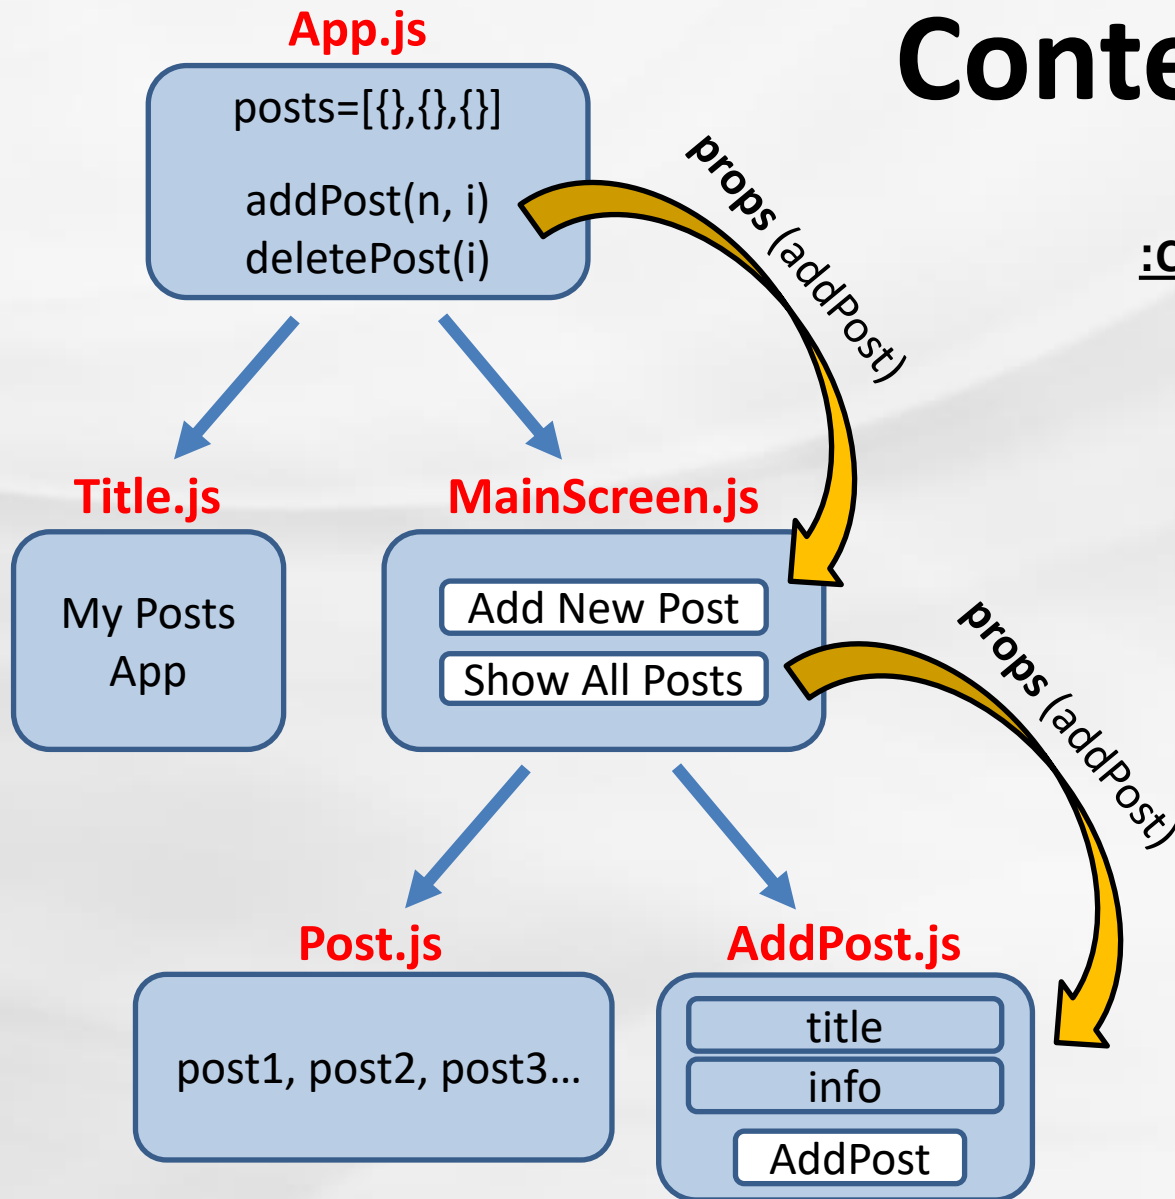 App.js
Conte
posts=[{},{},{}]
addPost(n, i)
deletePost(i)
props (addPost)
Title.js
MainScreen.js
My Posts
App
Add New Post
Show All Posts
props (addPost)
Post.js
AddPost.js
post1, post2, post3...
title
info
AddPost